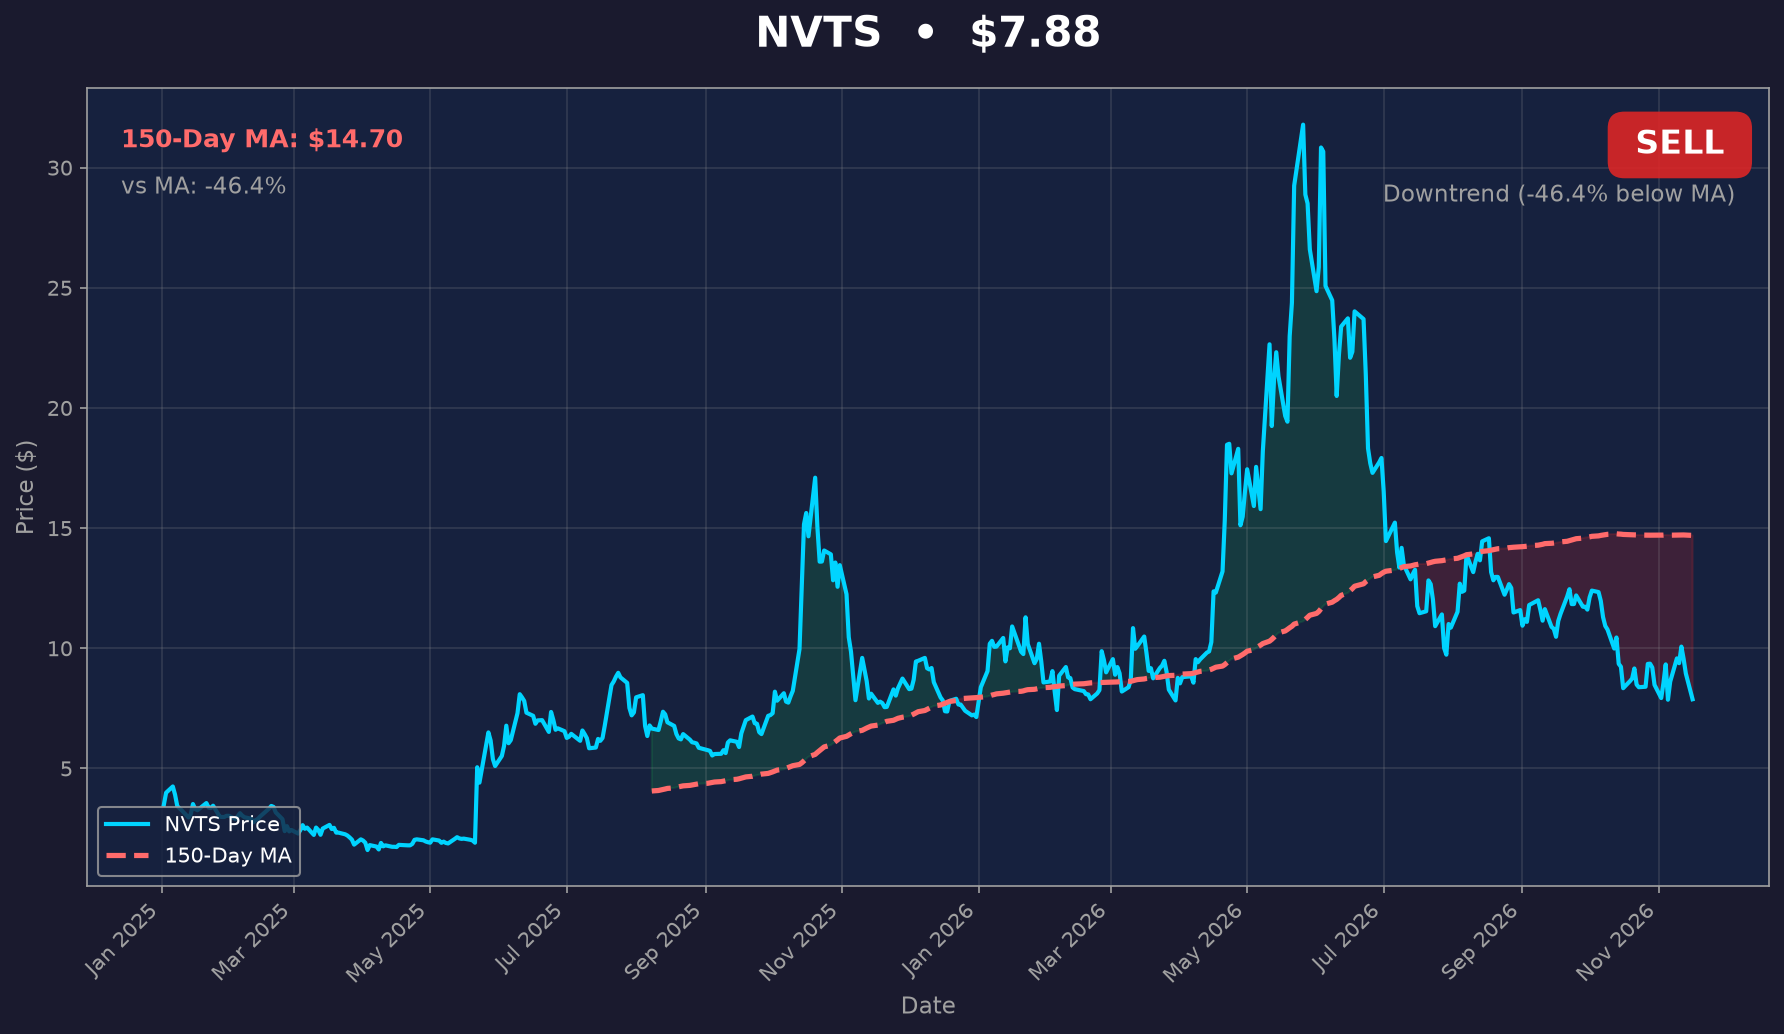 NVTS • $7.88
150-Day MA: $14.70
vs MA: -46.4%
SELL
Downtrend (-46.4% below MA)
30
25
20
15
10
5
Price ($)
NVTS Price
150-Day MA
Jan 2025
Mar 2025
May 2025
Jul 2025
Sep 2025
Nov 2025
Jan 2026
Mar 2026
May 2026
Jul 2026
Sep 2026
Nov 2026
Date